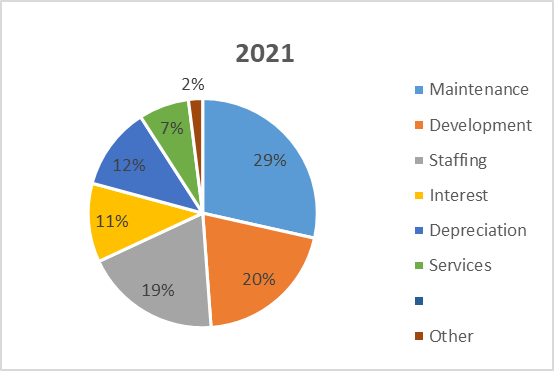 2021
2%
7%
29%
12%
11%
20%
19%
Maintenance
Development
Staffing
Interest
Depreciation
Services
Other